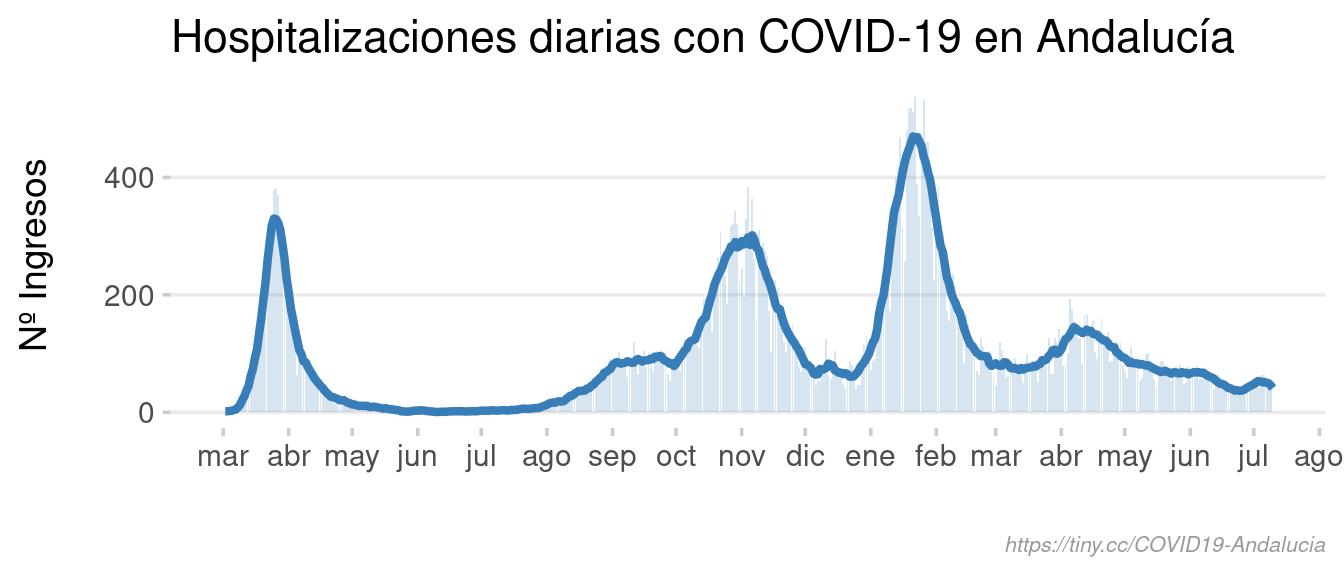 Hospitalizaciones diarias con COVID-19 en Andalucía
Nº Ingresos
400
200
0
mar abr may jun jul ago sep oct nov dic ene feb mar abr may jun jul ago
https://tiny.cc/COVID19-Andalucia